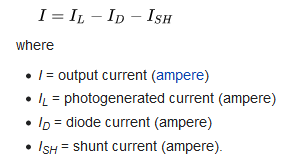 I = I_L − I_D − I_SH
where
• I = output current (ampere)
• I_L = photogenerated current (ampere)
• I_D = diode current (ampere)
• I_SH = shunt current (ampere).